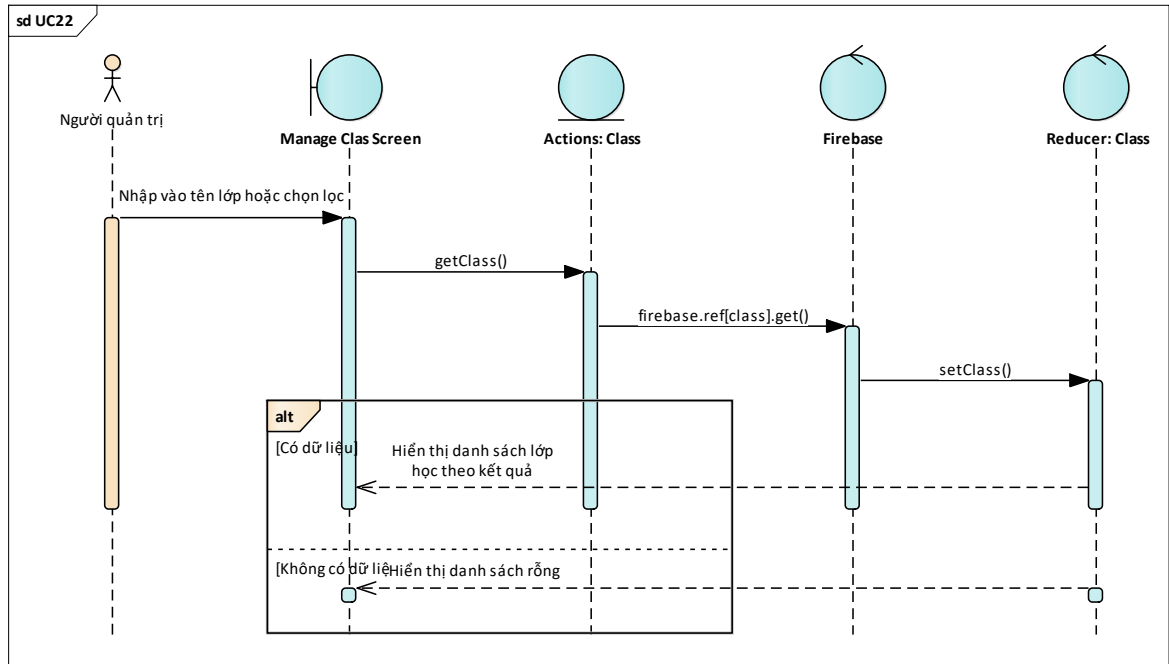 sd UC22
Người quản trị
Manage Clas Screen
Actions: Class
Firebase
Reducer: Class
Nhập vào tên lớp hoặc chọn lọc
getClass()
firebase.ref[class].get()
setClass()
alt
[Có dữ liệu]
Hiển thị danh sách lớp
học theo kết quả
[Không có dữ liệ
Hiển thị danh sách rỗng